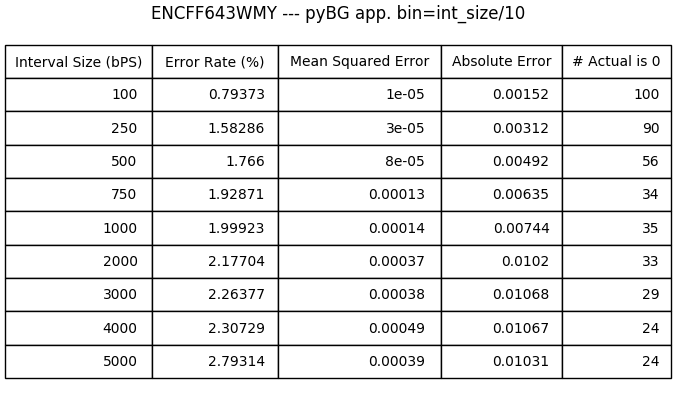 ENCFF643WMY --- pyBG app. bin=int_size/10
Interval Size (bPS) Error Rate (%) Mean Squared Error Absolute Error # Actual is 0
100 0.79373 1e-05 0.00152 100
250 1.58286 3e-05 0.00312 90
500 1.766 8e-05 0.00492 56
750 1.92871 0.00013 0.00635 34
1000 1.99923 0.00014 0.00744 35
2000 2.17704 0.00037 0.0102 33
3000 2.26377 0.00038 0.01068 29
4000 2.30729 0.00049 0.01067 24
5000 2.79314 0.00039 0.01031 24